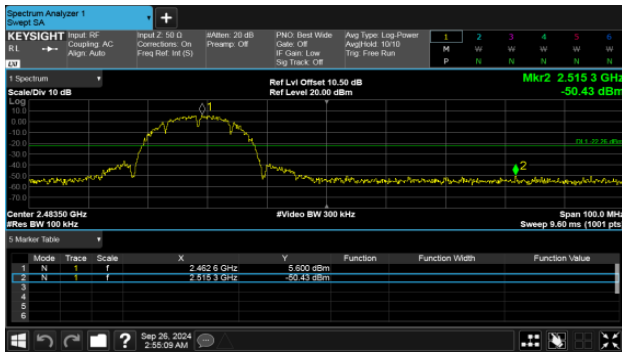 Spectrum Analyzer 1
Swept SA
+
KEYSIGHT Input: RF Input Z: 50 Ω #Atten: 20 dB PNO: Best Wide Avg Type: Log-Power 1 2 3 4 5 6
RL Coupling: AC Corrections: On Preamp: Off Gate: Off Avg|Hold: 10/10 M W W W W W
Align: Auto Freq Ref: Int (S) IF Gain: Low Trig: Free Run
LXI Sig Track: Off P N N N N N
1 Spectrum Ref Lvl Offset 10.50 dB Mkr2 2.515 3 GHz
Scale/Div 10 dB Ref Level 20.00 dBm -50.43 dBm
Log
10.0
0.00
-10.0
-20.0
-30.0
-40.0
-50.0
-60.0
-70.0
1
DL1 -22.26 dBm
2
Center 2.48350 GHz #Video BW 300 kHz Span 100.0 MHz
#Res BW 100 kHz Sweep 9.60 ms (1001 pts)
5 Marker Table
Mode Trace Scale X Y Function Function Width Function Value
1 N 1 f 2.462 6 GHz 5.600 dBm
2 N 1 f 2.515 3 GHz -50.43 dBm
3
4
5
6
? Sep 26, 2024
2:55:09 AM